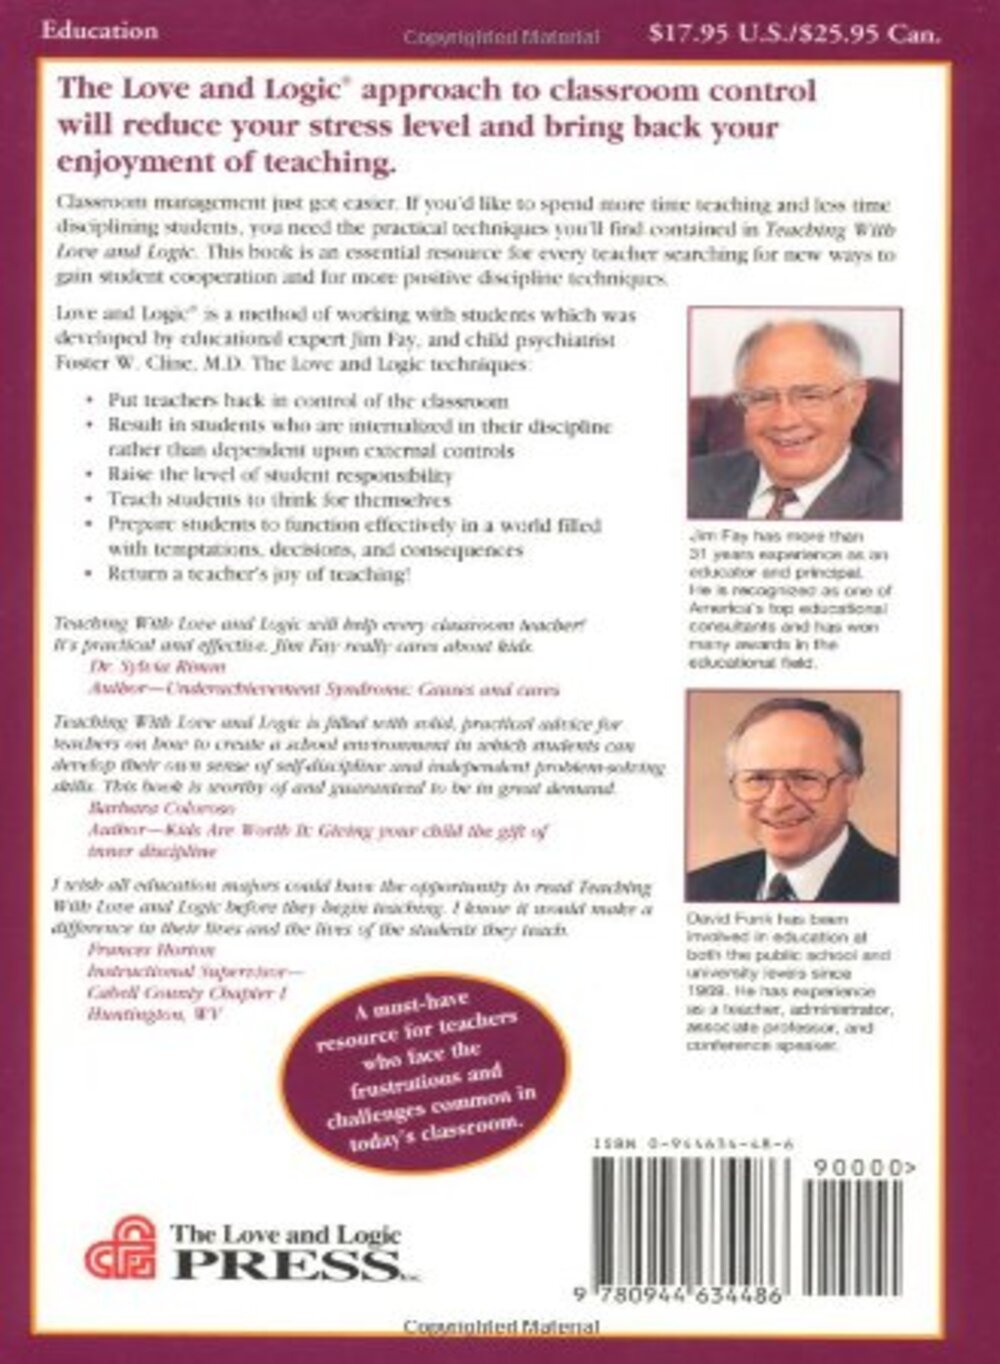 Education
Copyrighted Material
$17.95 U.S./$25.95 Can.
The Love and Logic® approach to classroom control
will reduce your stress level and bring back your
enjoyment of teaching.
Classroom management just got easier. If you'd like to spend more time teaching and less time
disciplining students, you need the practical techniques you'll find contained in Teaching With
Love and Logic. This book is an essential resource for every teacher searching for new ways to
gain student cooperation and for more positive discipline techniques.
Love and Logic® is a method of working with students which was
developed by educational expert Jim Fay, and child psychiatrist
Foster W. Cline, M.D. The Love and Logic techniques:
• Put teachers back in control of the classroom
• Result in students who are internalized in their discipline
rather than dependent upon external controls
• Raise the level of student responsibility
• Teach students to think for themselves
• Prepare students to function effectively in a world filled
with temptations, decisions, and consequences
• Return a teacher's joy of teaching!
Teaching With Love and Logic will help every classroom teacher!
It's practical and effective. Jim Fay really cares about kids.
Dr. Sylvia Rimm
Author—Underachievement Syndrome: Causes and cures
Teaching With Love and Logic is filled with solid, practical advice for
teachers on how to create a school environment in which students can
develop their own sense of self-discipline and independent problem-solving
skills. This book is worthy of and guaranteed to be in great demand.
Barbara Coloroso
Author—Kids Are Worth It: Giving your child the gift of
inner discipline
I wish all education majors could have the opportunity to read Teaching
With Love and Logic before they begin teaching. I know it would make a
difference in their lives and the lives of the students they teach.
Frances Horton
Instructional Supervisor—
Cabell County Chapter I
Huntington, WV
Jim Fay has more than
31 years experience as an
educator and principal.
He is recognized as one of
America's top educational
consultants and has won
many awards in the
educational field.
David Funk has been
involved in education at
both the public school and
university levels since
1969. He has experience
as a teacher, administrator,
associate professor, and
conference speaker.
A must-have
resource for teachers
who face the
frustrations and
challenges common in
today's classroom.
The Love and Logic
PRESS INC.
ISBN 0-944634-48-6
90000>
9 780944 634486
Copyrighted Material